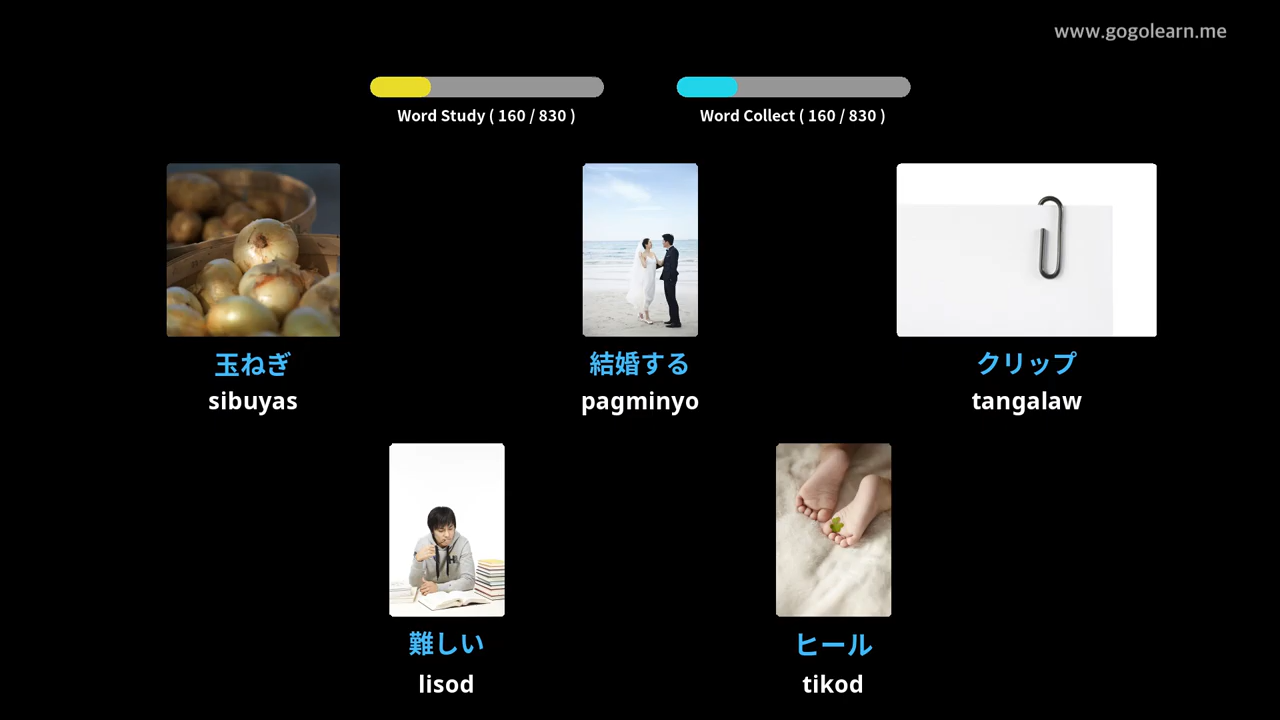 www.gogolearn.me
Word Study ( 160 / 830 )
Word Collect ( 160 / 830 )
玉ねぎ
sibuyas
結婚する
pagminyo
クリップ
tangalaw
難しい
lisod
ヒール
tikod